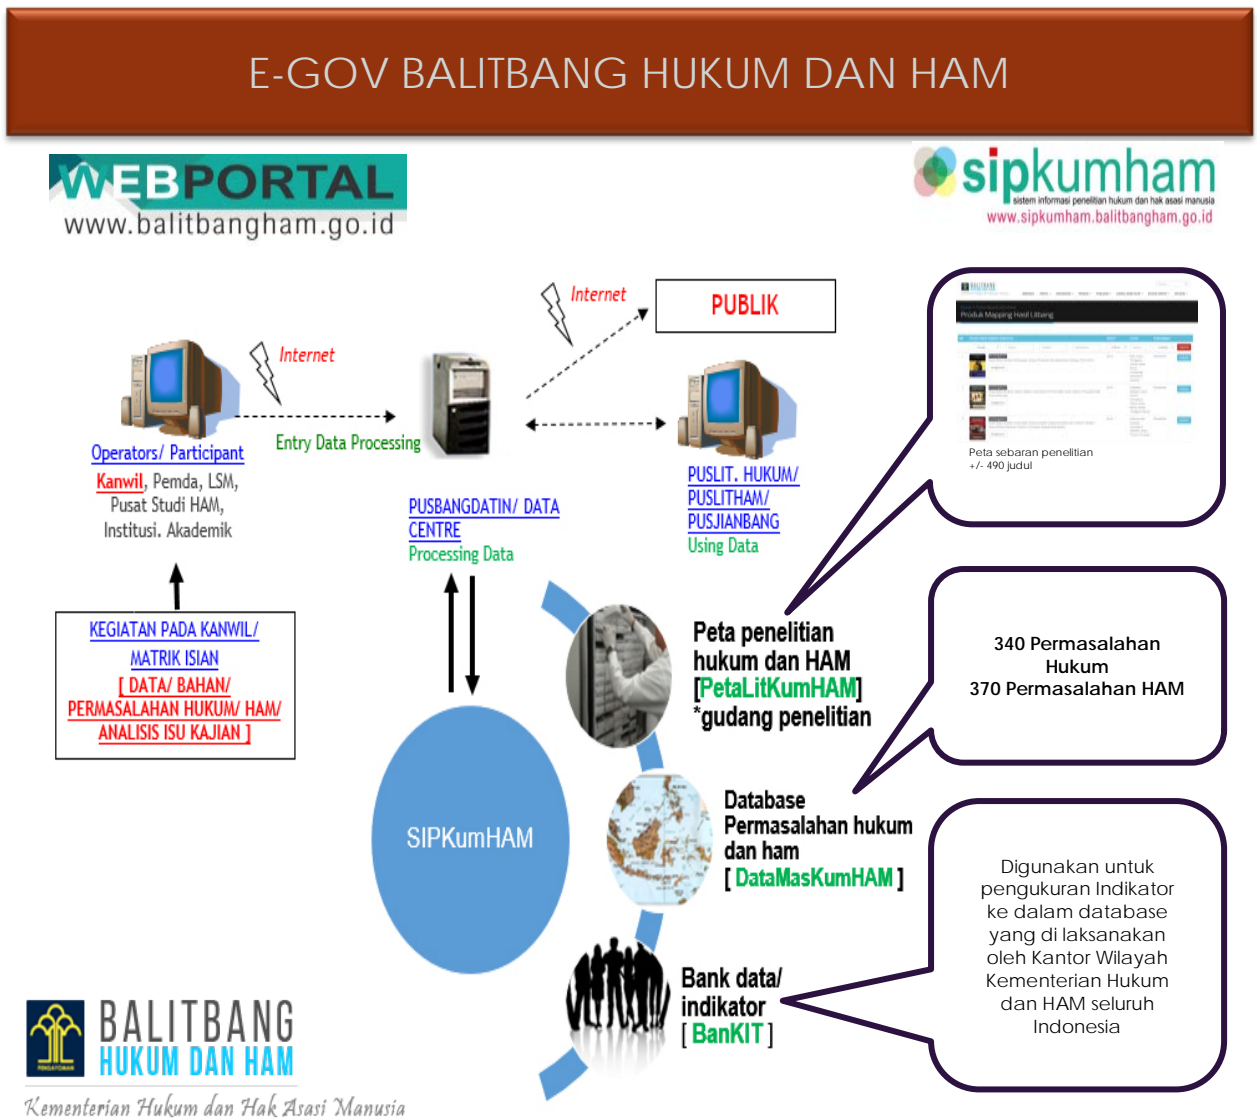 E-GOV BALITBANG HUKUM DAN HAM
WEBPORTAL
www.balitbangham.go.id
sipkumham
sistem informasi penelitian hukum dan hak asasi manusia
www.sipkumham.balitbangham.go.id
Internet
PUBLIK
Internet
Entry Data Processing
Operators/ Participant
Kanwil, Pemda, LSM,
Pusat Studi HAM,
Institusi. Akademik
PUSBANGDATIN/ DATA
CENTRE
Processing Data
PUSLIT. HUKUM/
PUSLITHAM/
PUSJIANBANG
Using Data
KEGIATAN PADA KANWIL/
MATRIK ISIAN
[ DATA/ BAHAN/
PERMASALAHAN HUKUM/ HAM/
ANALISIS ISU KAJIAN ]
BALITBANG
Produk Mapping Hasil Litbang
Peta sebaran penelitian
+/- 490 judul
SIPKumHAM
Peta penelitian
hukum dan HAM
[PetaLitKumHAM]
*gudang penelitian
340 Permasalahan
Hukum
370 Permasalahan HAM
Database
Permasalahan hukum
dan ham
[ DataMasKumHAM ]
Bank data/
indikator
[ BanKIT ]
Digunakan untuk
pengukuran Indikator
ke dalam database
yang di laksanakan
oleh Kantor Wilayah
Kementerian Hukum
dan HAM seluruh
Indonesia
PENGAYOMAN
BALITBANG
HUKUM DAN HAM
Kementerian Hukum dan Hak Asasi Manusia